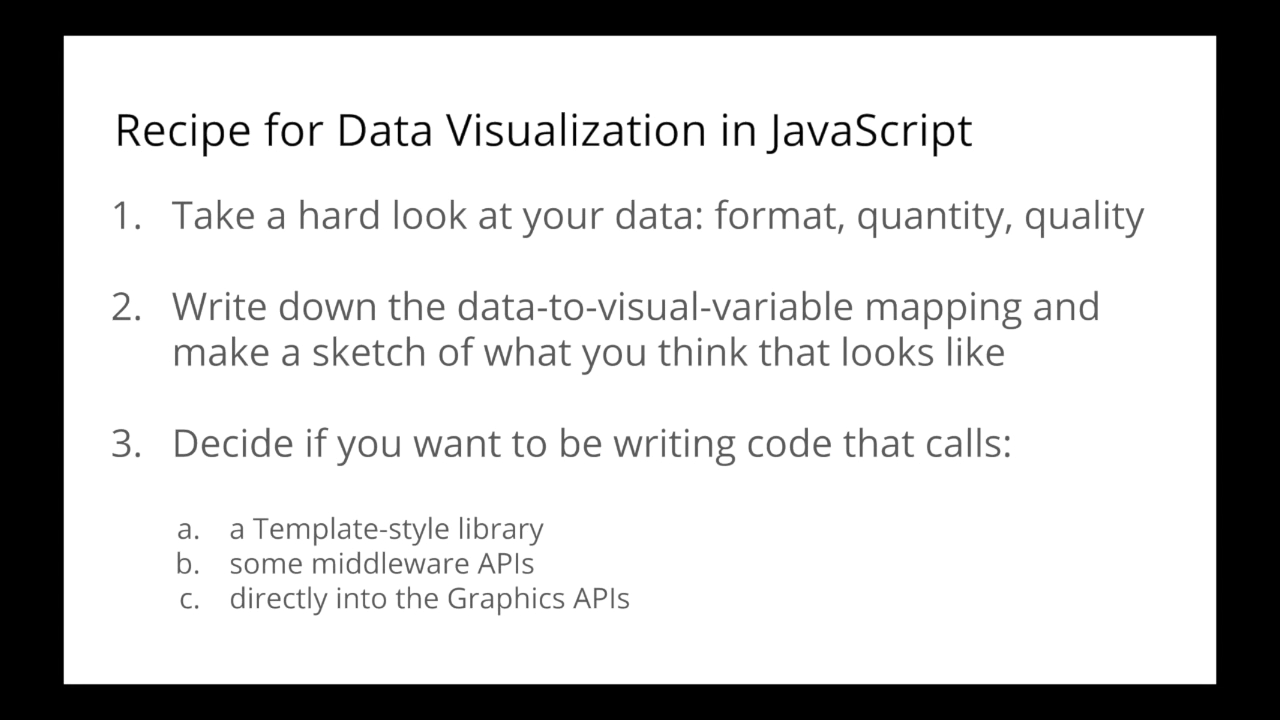 Recipe for Data Visualization in JavaScript
1. Take a hard look at your data: format, quantity, quality
2. Write down the data-to-visual-variable mapping and
make a sketch of what you think that looks like
3. Decide if you want to be writing code that calls:
a. a Template-style library
b. some middleware APIs
c. directly into the Graphics APIs